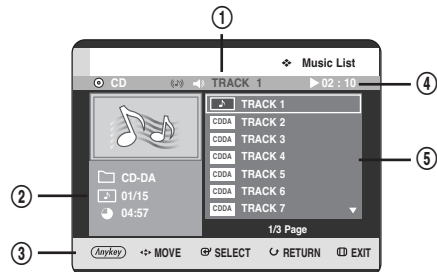 ①
❖ Music List
CD TRACK 1 ▶ 02 : 10
④
♪ TRACK 1
CDDA TRACK 2
CDDA TRACK 3
CDDA TRACK 4
CDDA TRACK 5
CDDA TRACK 6
CDDA TRACK 7 ▼
⑤
CD-DA
② 01/15
04:57
1/3 Page
③ Anykey MOVE SELECT RETURN EXIT